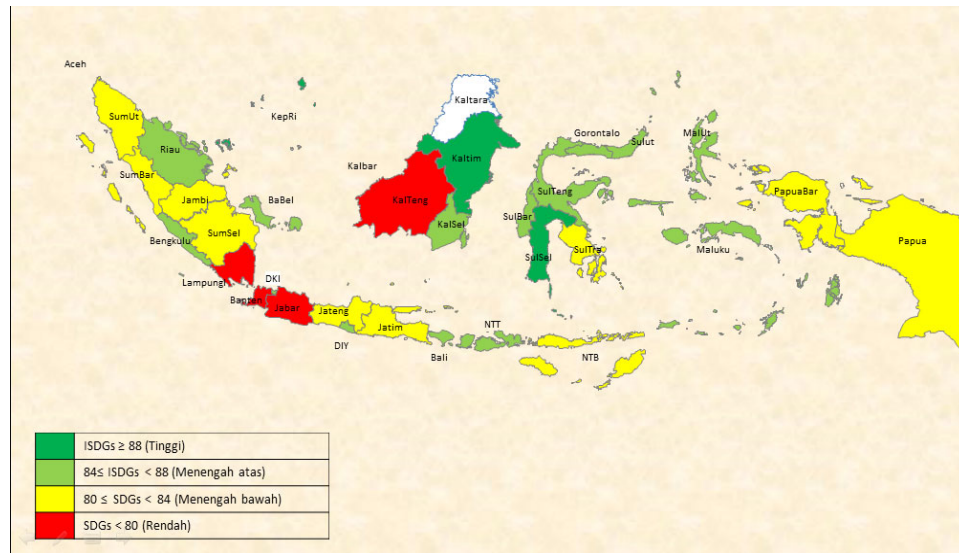 Aceh
SumUt
Riau
KepRi
SumBar
Jambi
BaBel
Bengkulu
SumSel
Lampungi
DKI
Banten
Jabar
Jateng
Jatim
DIY
Bali
NTT
NTB
Kaltara
Kaltim
Kalbar
KalTeng
KalSel
Gorontalo
Sulut
SulTeng
SulBar
SulSel
SulTra
MalUt
Maluku
PapuaBar
Papua
ISDGs ≥ 88 (Tinggi)
84≤ ISDGs < 88 (Menengah atas)
80 ≤ SDGs < 84 (Menengah bawah)
SDGs < 80 (Rendah)